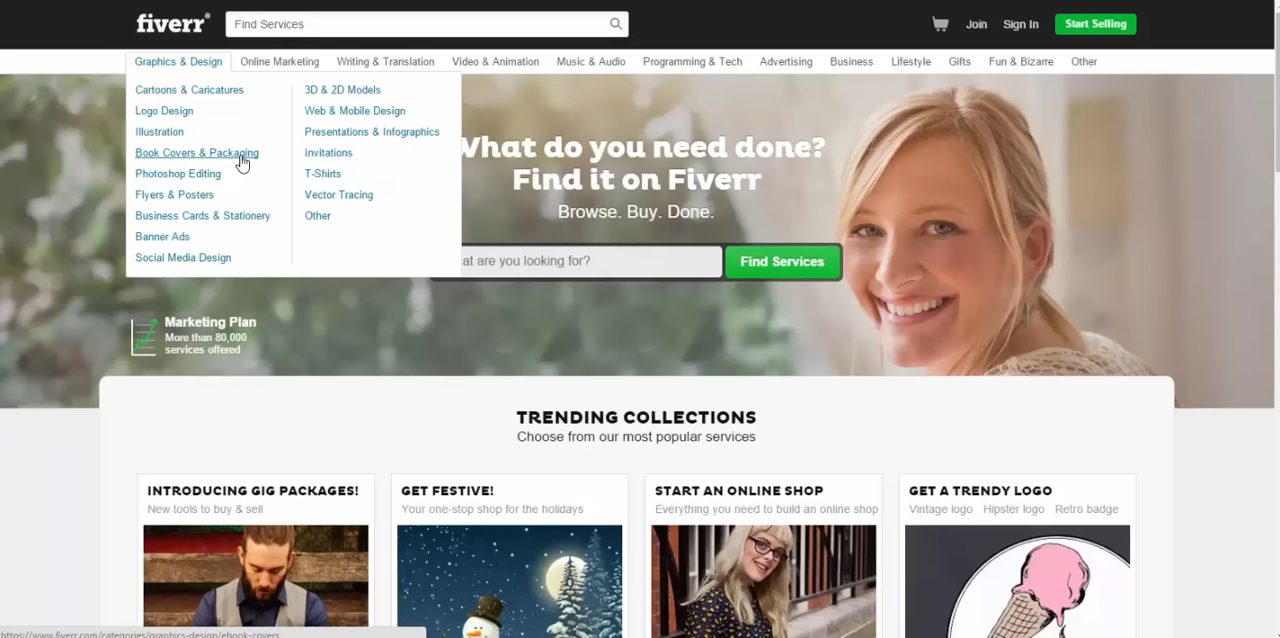 fiverr®
Find Services
Join
Sign In
Start Selling
Graphics & Design
Online Marketing
Writing & Translation
Video & Animation
Music & Audio
Programming & Tech
Advertising
Business
Lifestyle
Gifts
Fun & Bizarre
Other
Cartoons & Caricatures
Logo Design
Illustration
Book Covers & Packaging
Photoshop Editing
Flyers & Posters
Business Cards & Stationery
Banner Ads
Social Media Design
3D & 2D Models
Web & Mobile Design
Presentations & Infographics
Invitations
T-Shirts
Vector Tracing
Other
What do you need done?
Find it on Fiverr
Browse. Buy. Done.
at are you looking for?
Find Services
Marketing Plan
More than 80,000
services offered
TRENDING COLLECTIONS
Choose from our most popular services
INTRODUCING GIG PACKAGES!
New tools to buy & sell
GET FESTIVE!
Your one-stop shop for the holidays
START AN ONLINE SHOP
Everything you need to build an online shop
GET A TRENDY LOGO
Vintage logo Hipster logo Retro badge
https://www.fiverr.com/categories/graphics-design/ebook-covers